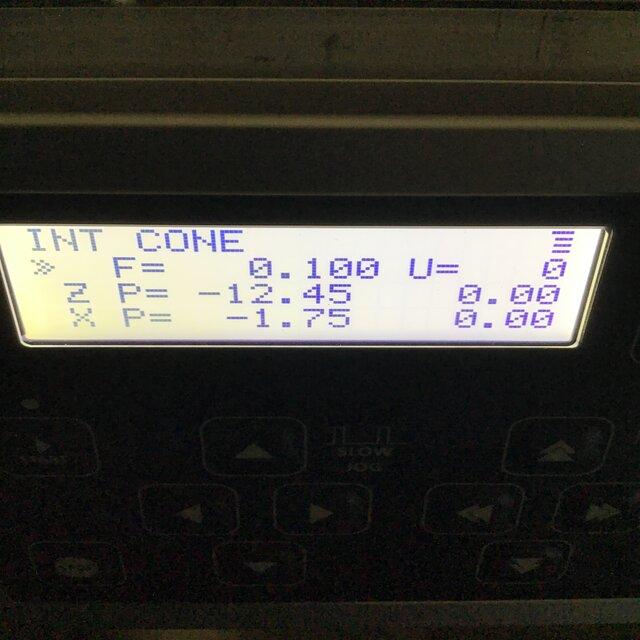 INT CONE ≡
» F= 0.100 U= 0
Z P= -12.45 0.00
X P= -1.75 0.00
SLOW
JOG